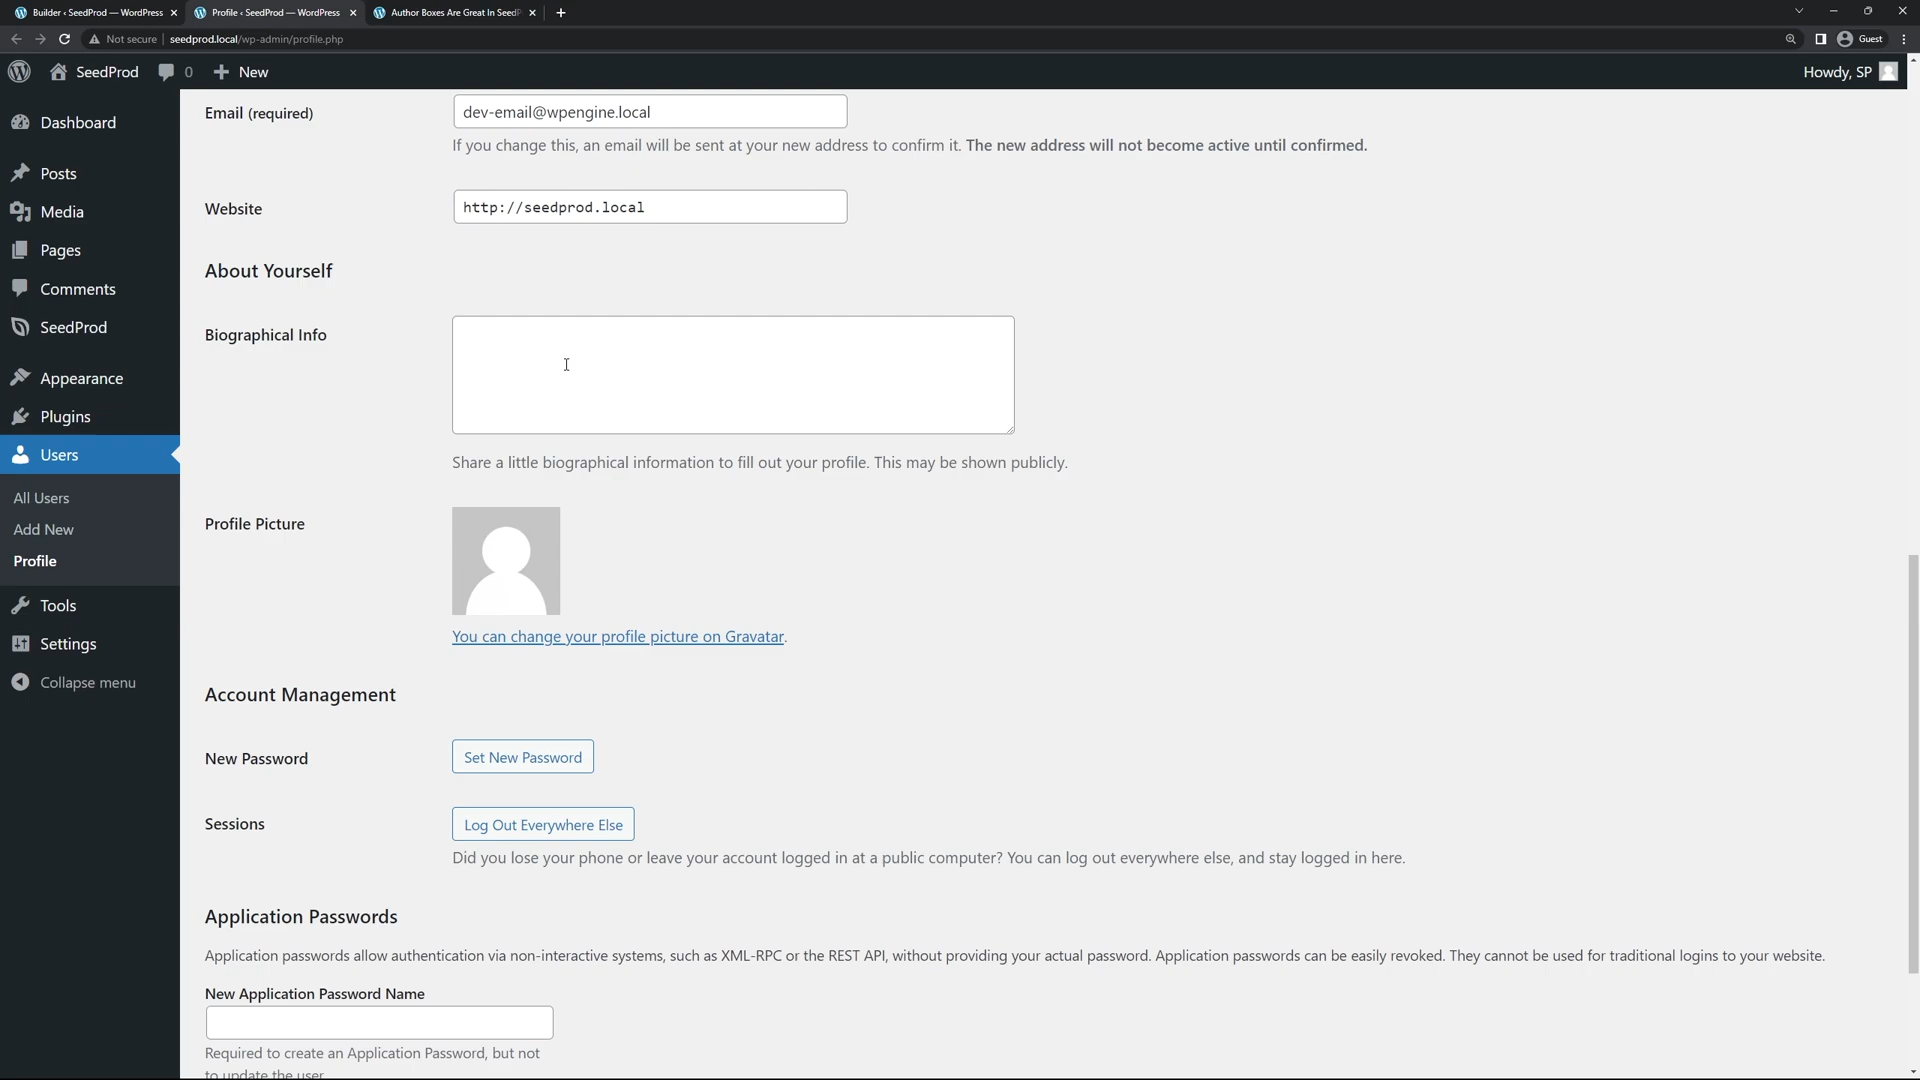 Builder ‹ SeedProd — WordPress
Profile ‹ SeedProd — WordPress
Author Boxes Are Great In SeedP
Not secure
seedprod.local/wp-admin/profile.php
Guest
SeedProd
0
New
Howdy, SP
Dashboard
Posts
Media
Pages
Comments
SeedProd
Appearance
Plugins
Users
All Users
Add New
Profile
Tools
Settings
Collapse menu
Email (required)
dev-email@wpengine.local
If you change this, an email will be sent at your new address to confirm it. The new address will not become active until confirmed.
Website
http://seedprod.local
About Yourself
Biographical Info
Share a little biographical information to fill out your profile. This may be shown publicly.
Profile Picture
You can change your profile picture on Gravatar.
Account Management
New Password
Set New Password
Sessions
Log Out Everywhere Else
Did you lose your phone or leave your account logged in at a public computer? You can log out everywhere else, and stay logged in here.
Application Passwords
Application passwords allow authentication via non-interactive systems, such as XML-RPC or the REST API, without providing your actual password. Application passwords can be easily revoked. They cannot be used for traditional logins to your website.
New Application Password Name
Required to create an Application Password, but not
to update the user.